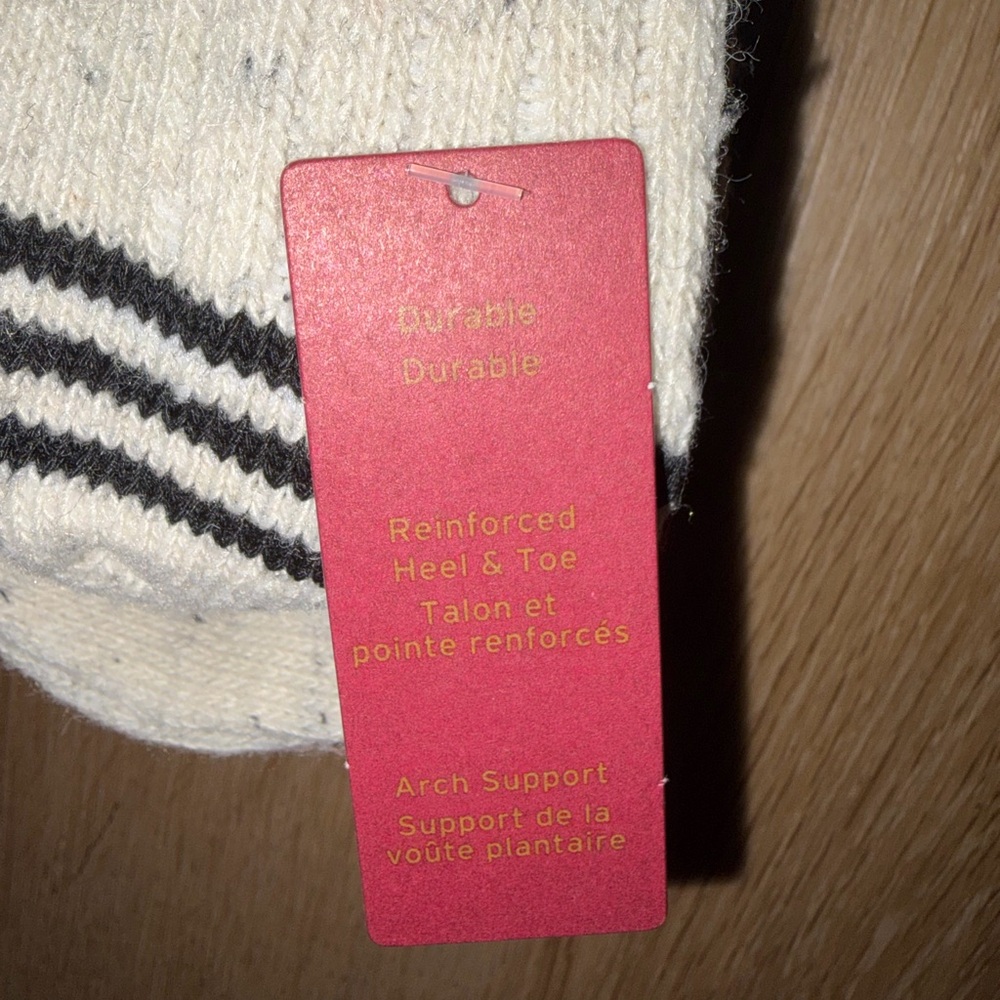 Durable
Durable
Reinforced
Heel & Toe
Talon et
pointe renforcés
Arch Support
Support de la
voûte plantaire